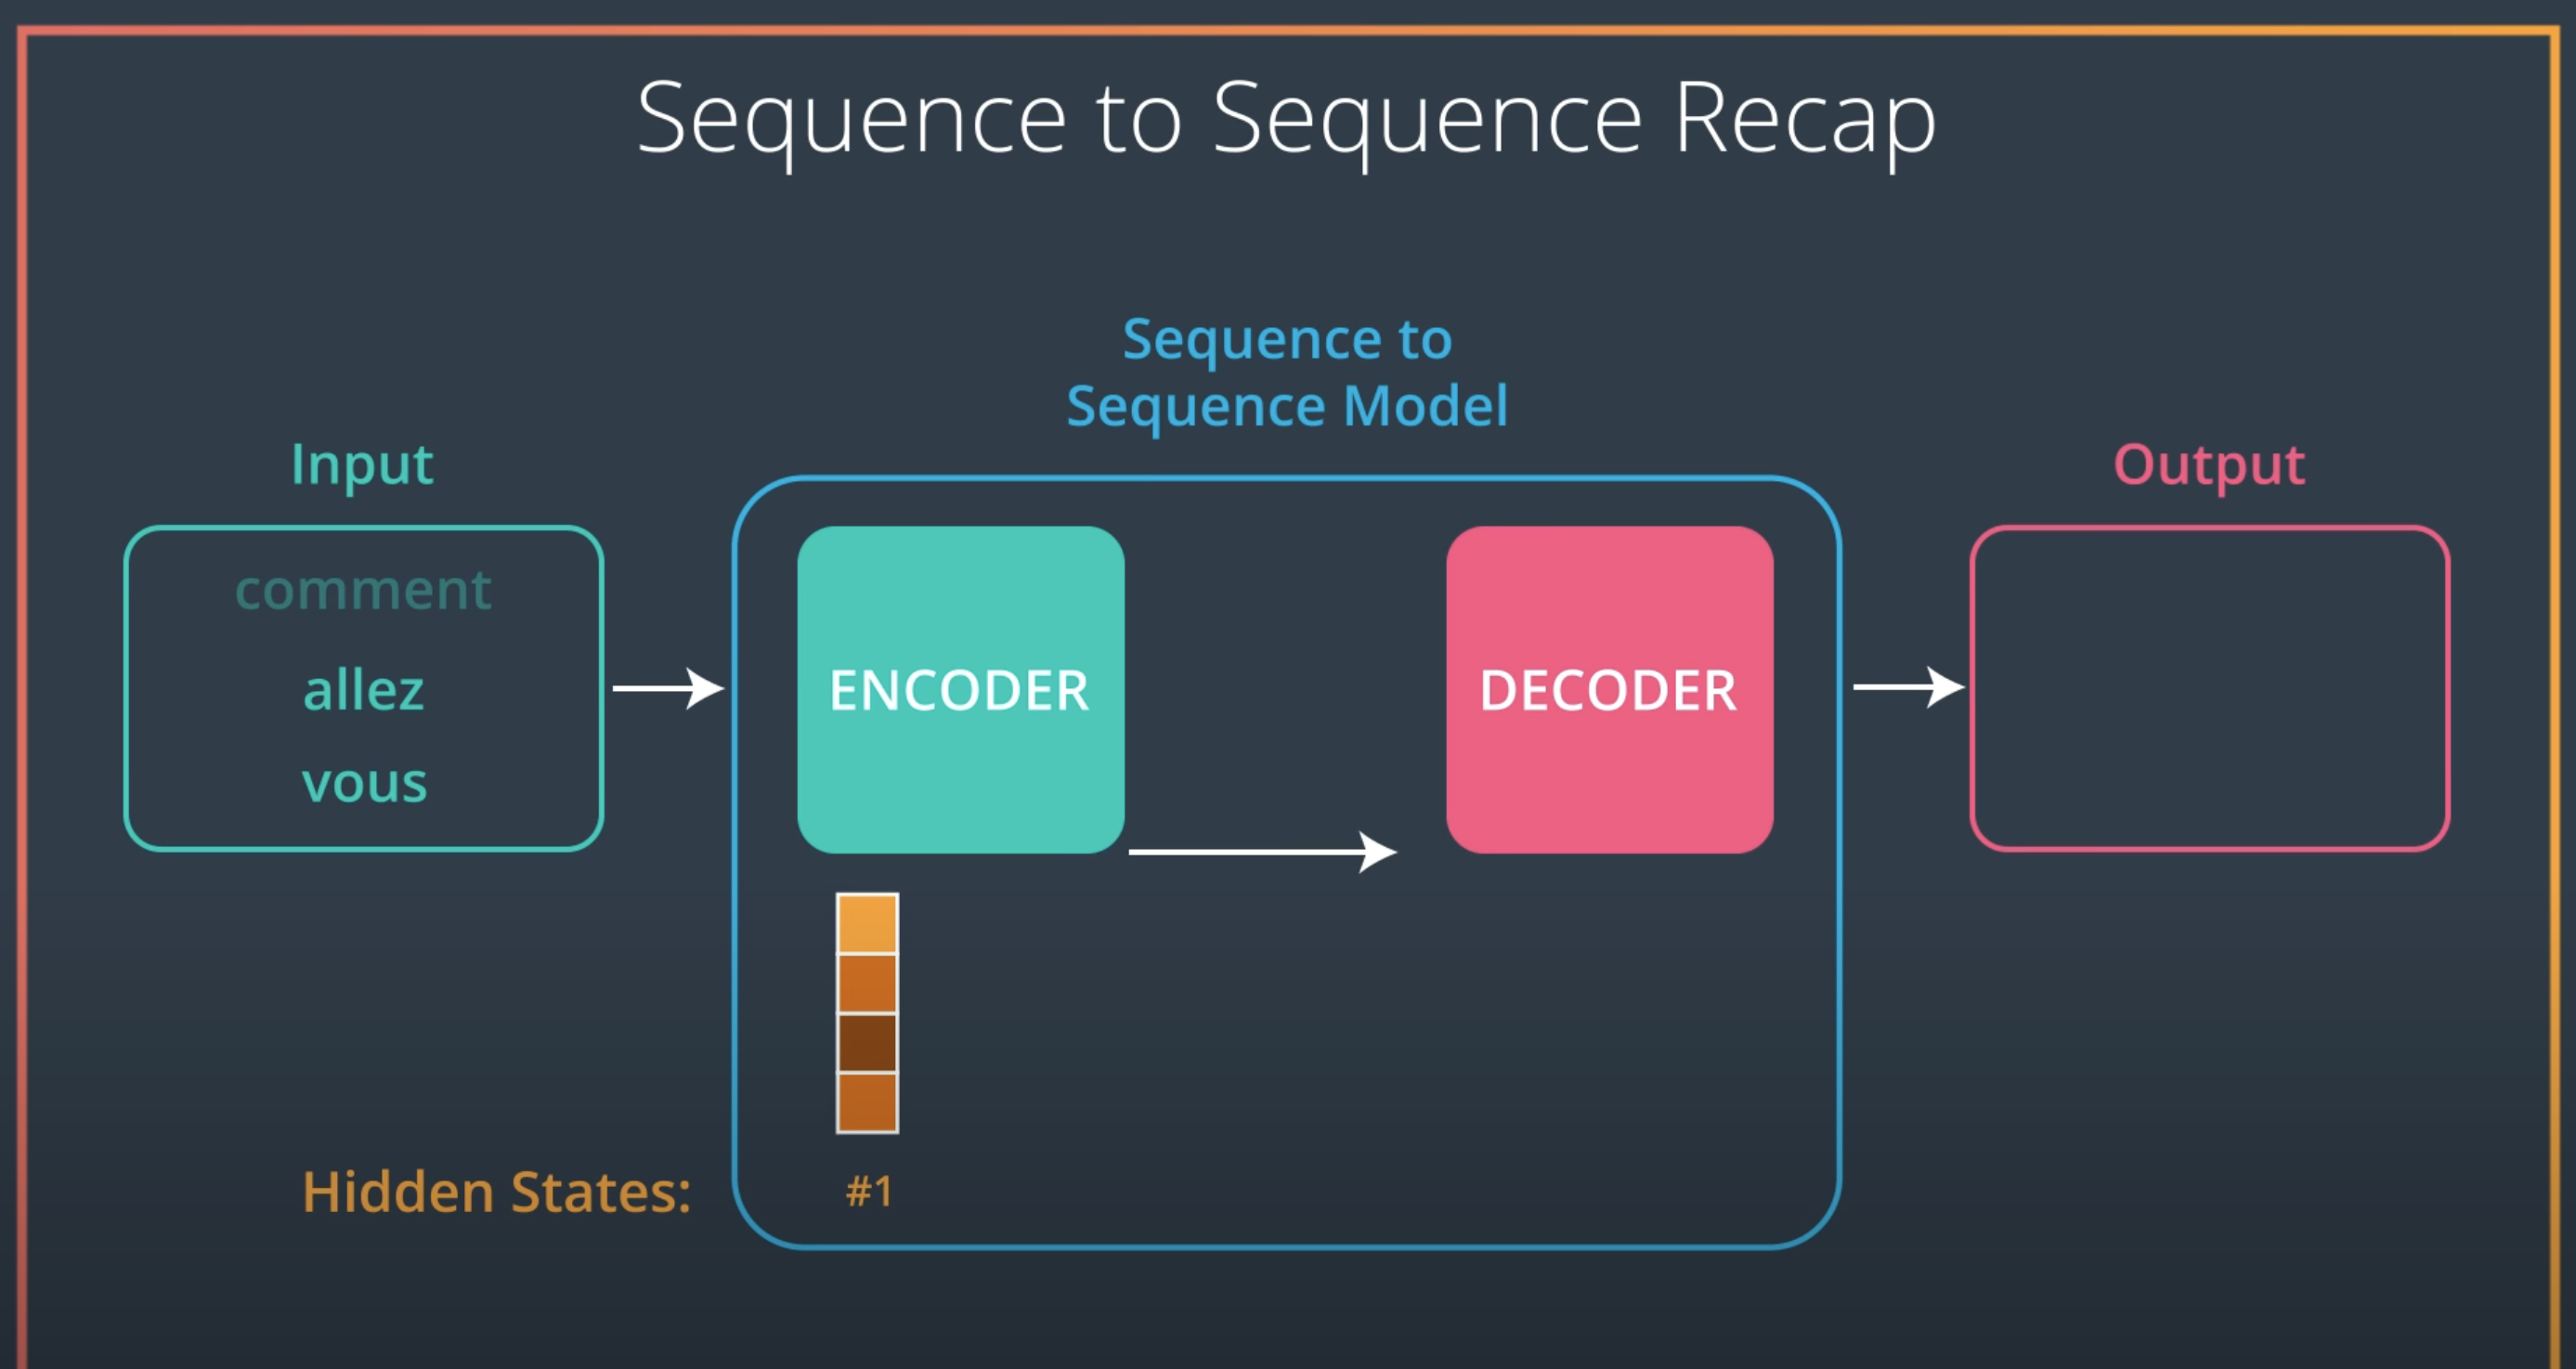 Sequence to Sequence Recap
Sequence to
Sequence Model
Input
Output
comment
allez
vous
ENCODER
DECODER
Hidden States:
#1